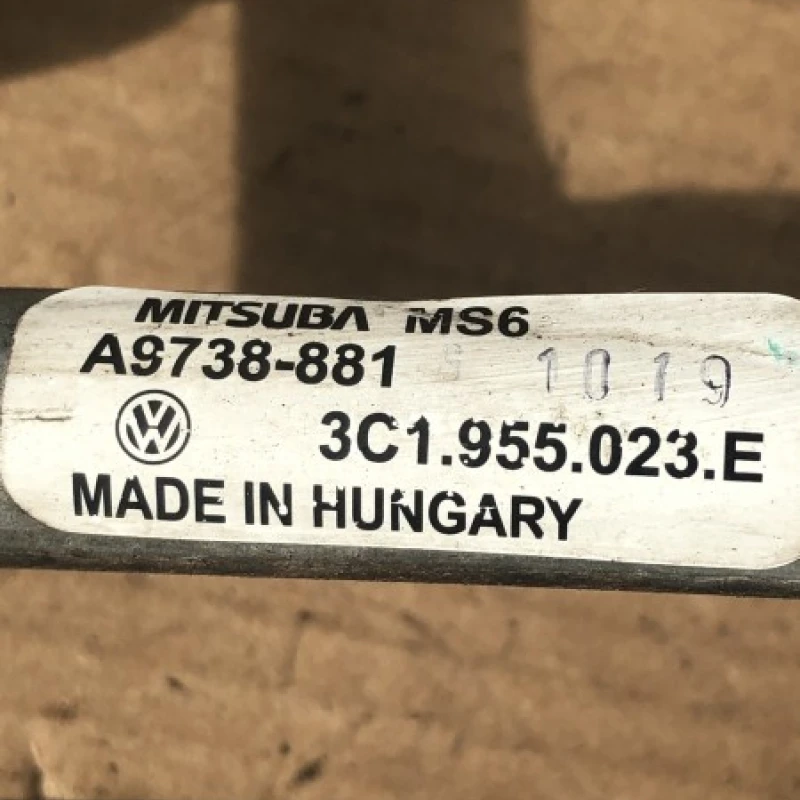 MITSUBA MS6
A9738-881 1019
3C1.955.023.E
MADE IN HUNGARY